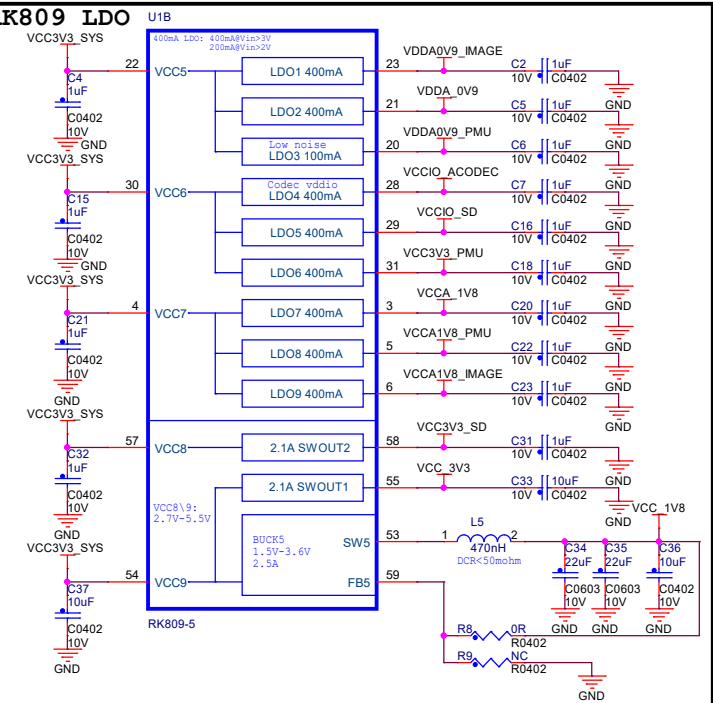 RK809 LDO
U1B
VCC3V3_SYS
400mA LDO: 400mA@Vin>3V
200mA@Vin>2V
22
VCC5
C4
1uF
C0402
10V
GND
LDO1 400mA
23
VDDA0V9_IMAGE
C2
1uF
10V
C0402
GND
LDO2 400mA
21
VDDA_0V9
C5
1uF
10V
C0402
GND
Low noise
LDO3 100mA
20
VDDA0V9_PMU
C6
1uF
10V
C0402
GND
VCC3V3_SYS
30
VCC6
C15
1uF
C0402
10V
GND
Codec vddio
LDO4 400mA
28
VCCIO_ACODEC
C7
1uF
10V
C0402
GND
LDO5 400mA
29
VCCIO_SD
C16
1uF
10V
C0402
GND
LDO6 400mA
31
VCC3V3_PMU
C18
1uF
10V
C0402
GND
VCC3V3_SYS
4
VCC7
C21
1uF
C0402
10V
GND
LDO7 400mA
3
VCCA_1V8
C20
1uF
10V
C0402
GND
LDO8 400mA
5
VCCA1V8_PMU
C22
1uF
10V
C0402
GND
LDO9 400mA
6
VCCA1V8_IMAGE
C23
1uF
10V
C0402
GND
VCC3V3_SYS
57
VCC8
C32
1uF
C0402
10V
GND
2.1A SWOUT2
58
VCC3V3_SD
C31
1uF
10V
C0402
GND
2.1A SWOUT1
55
VCC_3V3
C33
10uF
10V
C0402
GND
VCC8\9:
2.7V-5.5V
VCC3V3_SYS
54
VCC9
C37
10uF
C0402
10V
GND
BUCK5
1.5V-3.6V
2.5A
SW5
53
1
L5
2
470nH
DCR<50mohm
VCC_1V8
C34
22uF
C0603
10V
GND
C35
22uF
C0603
10V
GND
C36
10uF
C0402
10V
GND
FB5
59
R8
0R
R0402
R9
NC
R0402
GND
RK809-5